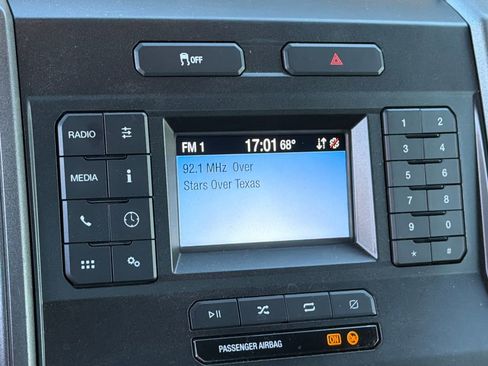 OFF
RADIO
MEDIA
i
FM 1 17:01 68°
92.1 MHz Over
Stars Over Texas
1 2
3 4
5 6
7 8
9 0
* #
PASSENGER AIRBAG